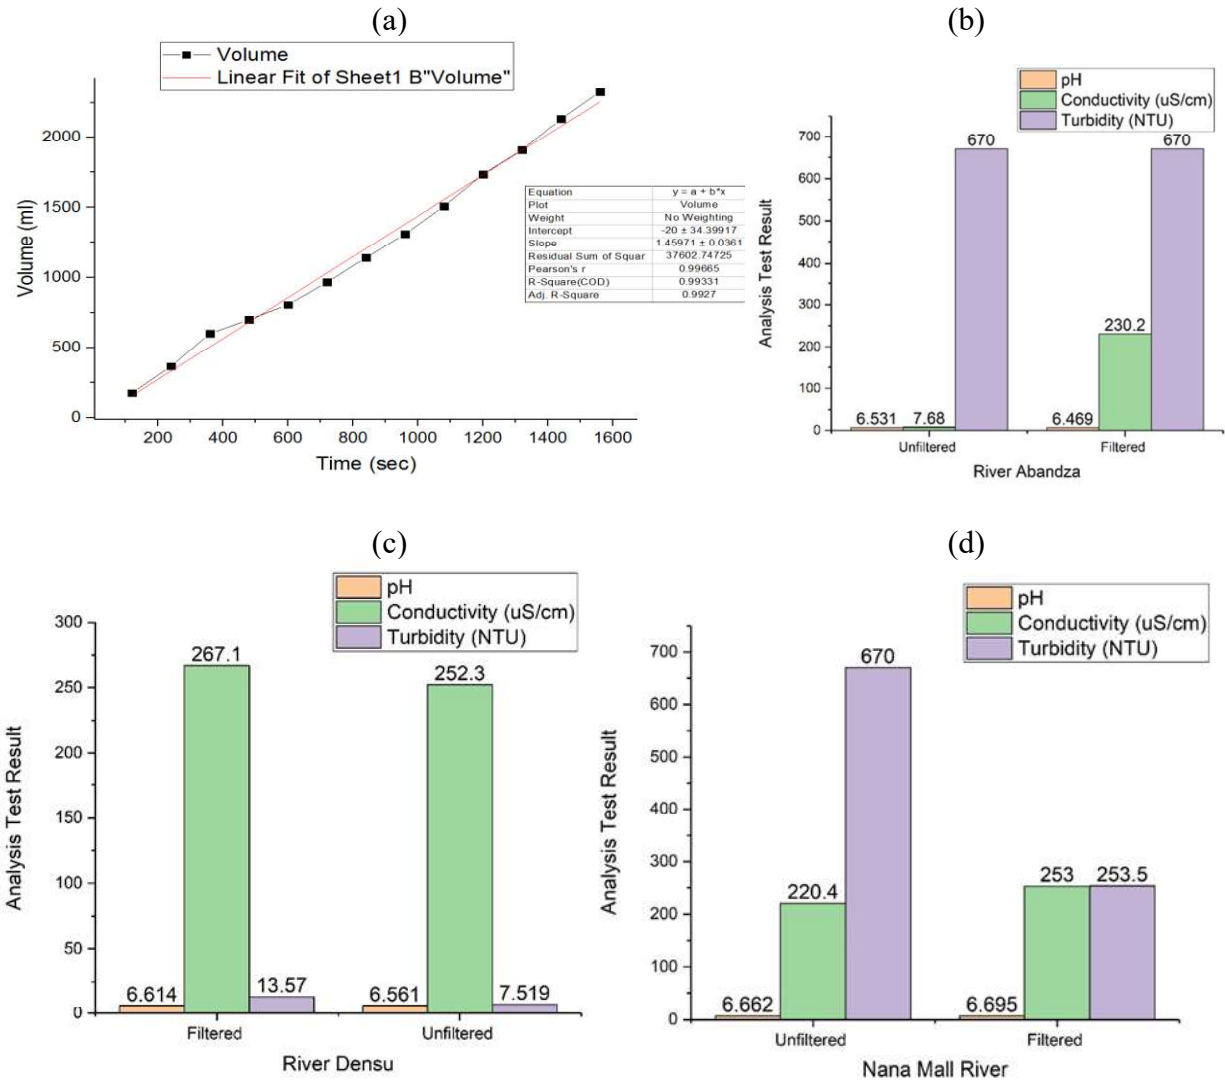 (a)
Volume
Linear Fit of Sheet1 B"Volume"
Volume (ml)
2000
1500
1000
500
0
200 400 600 800 1000 1200 1400 1600
Time (sec)
Equation y = a + b*x
Plot Volume
Weight No Weighting
Intercept -20 ± 34.39917
Slope 1.45971 ± 0.0361
Residual Sum of Squar 37602.74725
Pearson's r 0.99665
R-Square(COD) 0.99331
Adj. R-Square 0.9927
(b)
pH
Conductivity (uS/cm)
Turbidity (NTU)
Analysis Test Result
700
600
500
400
300
200
100
0
6.531 7.68 670
6.469 230.2 670
Unfiltered Filtered
River Abandza
(c)
pH
Conductivity (uS/cm)
Turbidity (NTU)
Analysis Test Result
300
250
200
150
100
50
0
6.614 267.1 13.57
6.561 252.3 7.519
Filtered Unfiltered
River Densu
(d)
pH
Conductivity (uS/cm)
Turbidity (NTU)
Analysis Test Result
700
600
500
400
300
200
100
0
6.662 220.4 670
6.695 253 253.5
Unfiltered Filtered
Nana Mall River